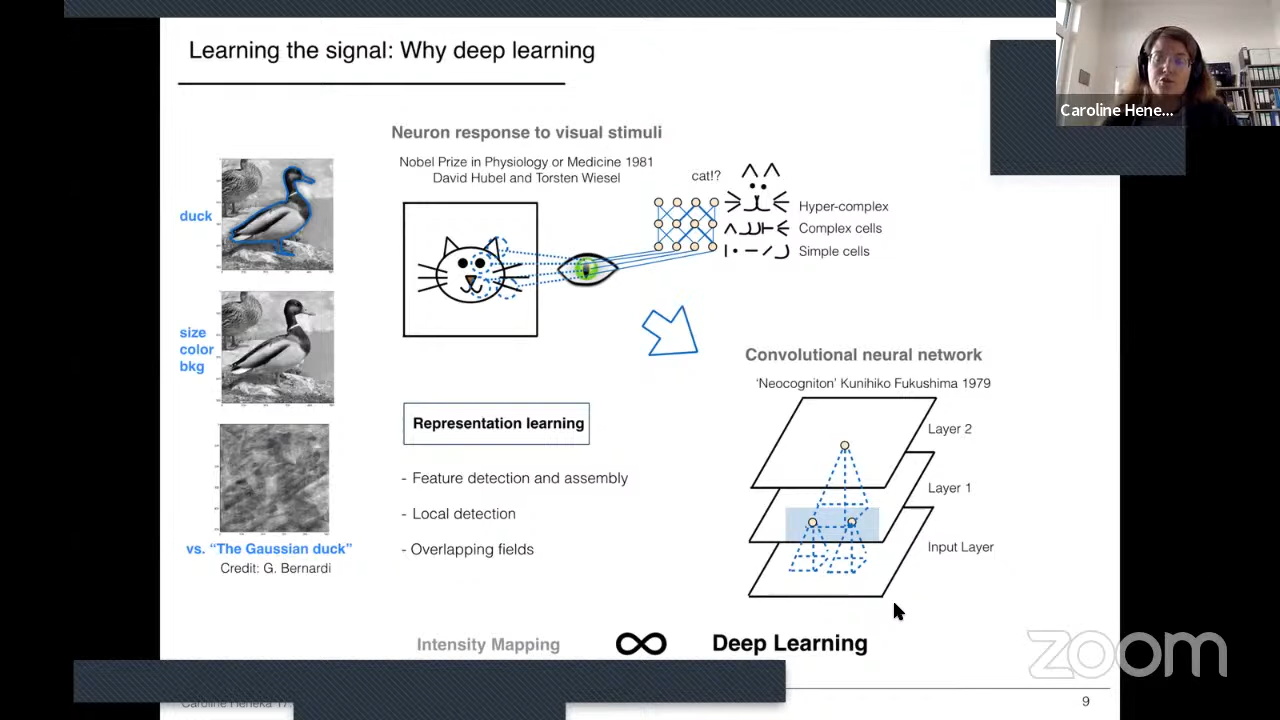 Learning the signal: Why deep learning
Caroline Hene...
Neuron response to visual stimuli
Nobel Prize in Physiology or Medicine 1981
David Hubel and Torsten Wiesel
cat!?
Hyper-complex
Complex cells
Simple cells
duck
size
color
bkg
vs. “The Gaussian duck”
Credit: G. Bernardi
Representation learning
- Feature detection and assembly
- Local detection
- Overlapping fields
Convolutional neural network
‘Neocogniton’ Kunihiko Fukushima 1979
Layer 2
Layer 1
Input Layer
Intensity Mapping
∞
Deep Learning
zoom
Caroline Heneka 17
9